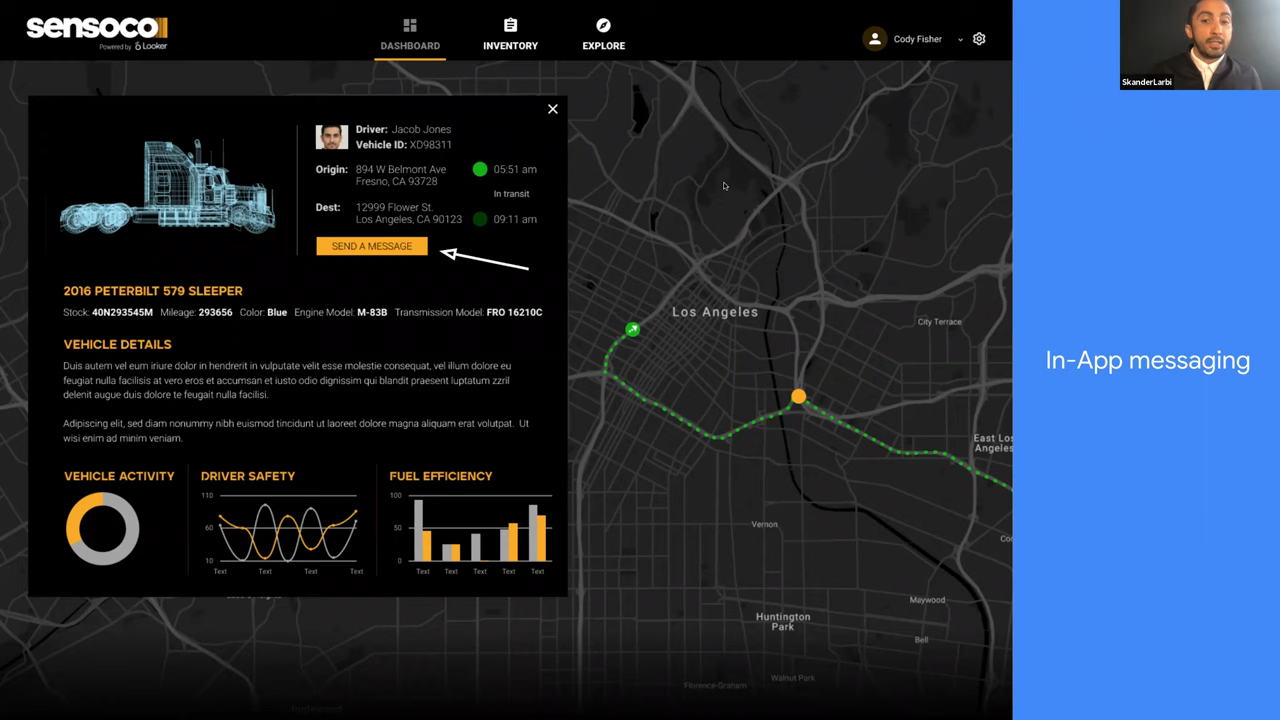 sensoco
Powered by Looker
DASHBOARD
INVENTORY
EXPLORE
Cody Fisher
SkanderLarbi
Driver: Jacob Jones
Vehicle ID: XD98311
Origin: 894 W Belmont Ave
Fresno, CA 93728
05:51 am
In transit
Dest: 12999 Flower St.
Los Angeles, CA 90123
09:11 am
SEND A MESSAGE
2016 PETERBILT 579 SLEEPER
Stock: 40N293545M Mileage: 293656 Color: Blue Engine Model: M-83B Transmission Model: FRO 16210C
VEHICLE DETAILS
Duis autem vel eum iriure dolor in hendrerit in vulputate velit esse molestie consequat, vel illum dolore eu
feugiat nulla facilisis at vero eros et accumsan et iusto odio dignissim qui blandit praesent luptatum zzril
delenit augue duis dolore te feugait nulla facilisi.
Adipiscing elit, sed diam nonummy nibh euismod tincidunt ut laoreet dolore magna aliquam erat volutpat. Ut
wisi enim ad minim veniam.
VEHICLE ACTIVITY
DRIVER SAFETY
110
60
10
Text Text Text Text
FUEL EFFICIENCY
100
50
0
Text Text Text Text Text
Los Angeles
City Terrace
East Los
Angeles
Vernon
Maywood
Huntington
Park
Bell
Walnut Park
Florence-Graham
In-App messaging